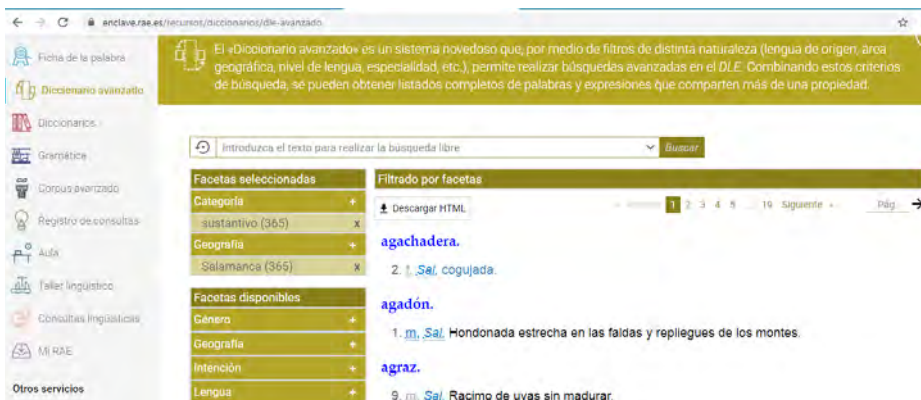 enclave.rae.es/recursos/diccionarios/dle-avanzado
Ficha de la palabra
Diccionario avanzado
Diccionarios
Gramática
Corpus avanzado
Registro de consultas
Aula
Taller lingüístico
Consultas lingüísticas
Mi RAE
Otros servicios
El «Diccionario avanzado» es un sistema novedoso que, por medio de filtros de distinta naturaleza (lengua de origen, área
geográfica, nivel de lengua, especialidad, etc.), permite realizar búsquedas avanzadas en el DLE. Combinando estos criterios
de búsqueda, se pueden obtener listados completos de palabras y expresiones que comparten más de una propiedad.
Introduzca el texto para realizar la búsqueda libre
Buscar
Facetas seleccionadas
Categoría +
sustantivo (365) x
Geografía +
Salamanca (365) x
Facetas disponibles
Género +
Geografía +
Intención +
Lengua +
Filtrado por facetas
Descargar HTML
1 2 3 4 5 ... 19 Siguiente
Pág.
agachadera.
2. f. Sal. cogujada.
agadón.
1. m. Sal. Hondonada estrecha en las faldas y repliegues de los montes.
agraz.
9. m. Sal. Racimo de uvas sin madurar.